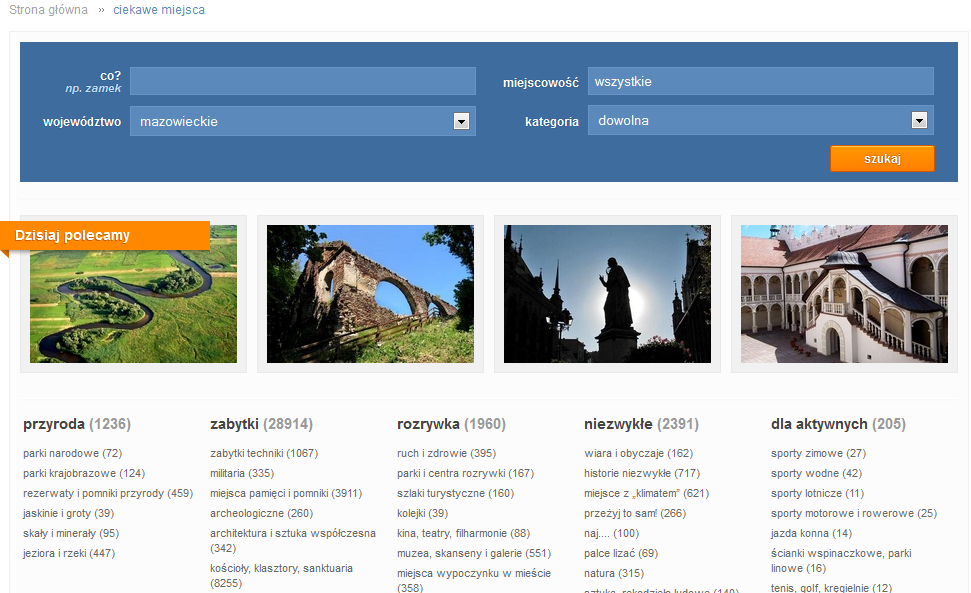 Strona główna » ciekawe miejsca
co?
np. zamek
miejscowość wszystkie
województwo mazowieckie
kategoria dowolna
szukaj
Dzisiaj polecamy
przyroda (1236)
parki narodowe (72)
parki krajobrazowe (124)
rezerwaty i pomniki przyrody (459)
jaskinie i groty (39)
skały i minerały (95)
jeziora i rzeki (447)
zabytki (28914)
zabytki techniki (1067)
militaria (335)
miejsca pamięci i pomniki (3911)
archeologiczne (260)
architektura i sztuka współczesna
(342)
kościoły, klasztory, sanktuaria
(8255)
rozrywka (1960)
ruch i zdrowie (395)
parki i centra rozrywki (167)
szlaki turystyczne (160)
kolejki (39)
kina, teatry, filharmonie (88)
muzea, skanseny i galerie (551)
miejsca wypoczynku w mieście
(358)
niezwykłe (2391)
wiara i obyczaje (162)
historie niezwykłe (717)
miejsce z „klimatem” (621)
przeżyj to sam! (266)
naj.... (100)
palce lizać (69)
natura (315)
sztuka, rękodzieło ludowe (140)
dla aktywnych (205)
sporty zimowe (27)
sporty wodne (42)
sporty lotnicze (11)
sporty motorowe i rowerowe (25)
jazda konna (14)
ścianki wspinaczkowe, parki
linowe (16)
tenis, golf, kręgielnie (12)